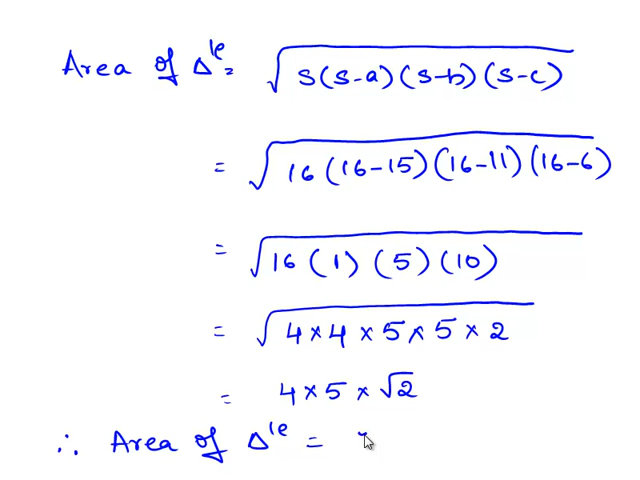 Area of Δle = √s(s-a)(s-b)(s-c)
= √16(16-15)(16-11)(16-6)
= √16(1)(5)(10)
= √4×4×5×5×2
= 4×5×√2
∴ Area of Δle =